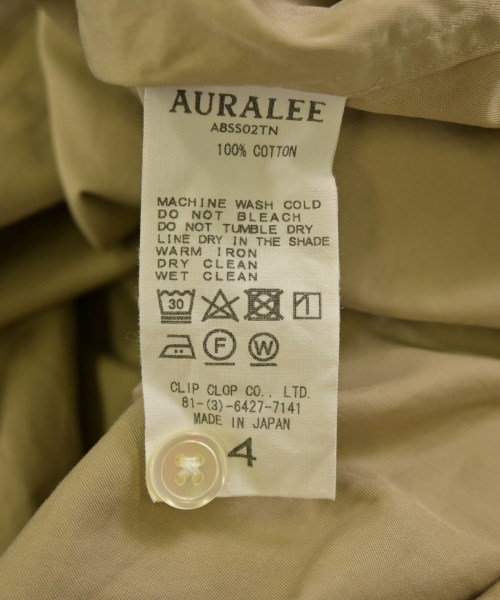 AURALEE
ABSS02TN
100% COTTON
MACHINE WASH COLD
DO NOT BLEACH
DO NOT TUMBLE DRY
LINE DRY IN THE SHADE
WARM IRON
DRY CLEAN
WET CLEAN
30
F W
CLIP CLOP CO., LTD.
81-(3)-6427-7141
MADE IN JAPAN
4